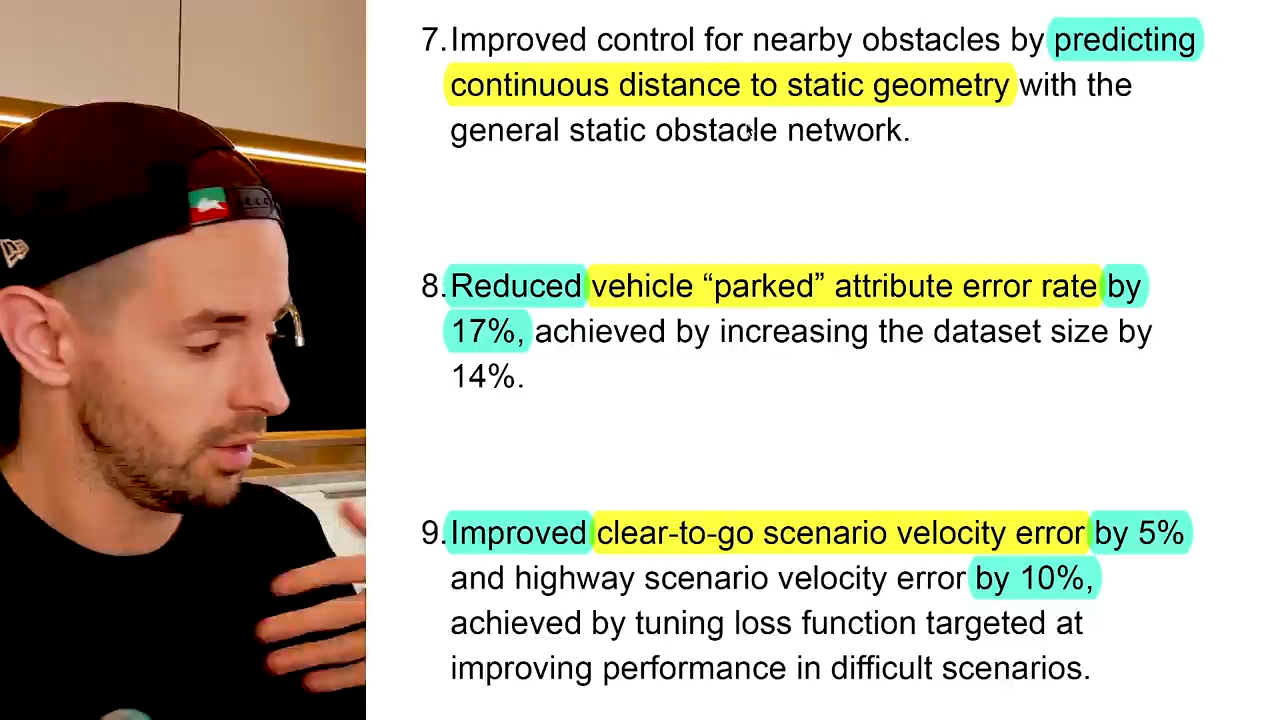 7. Improved control for nearby obstacles by predicting
continuous distance to static geometry with the
general static obstacle network.
8. Reduced vehicle “parked” attribute error rate by
17%, achieved by increasing the dataset size by
14%.
9. Improved clear-to-go scenario velocity error by 5%
and highway scenario velocity error by 10%,
achieved by tuning loss function targeted at
improving performance in difficult scenarios.